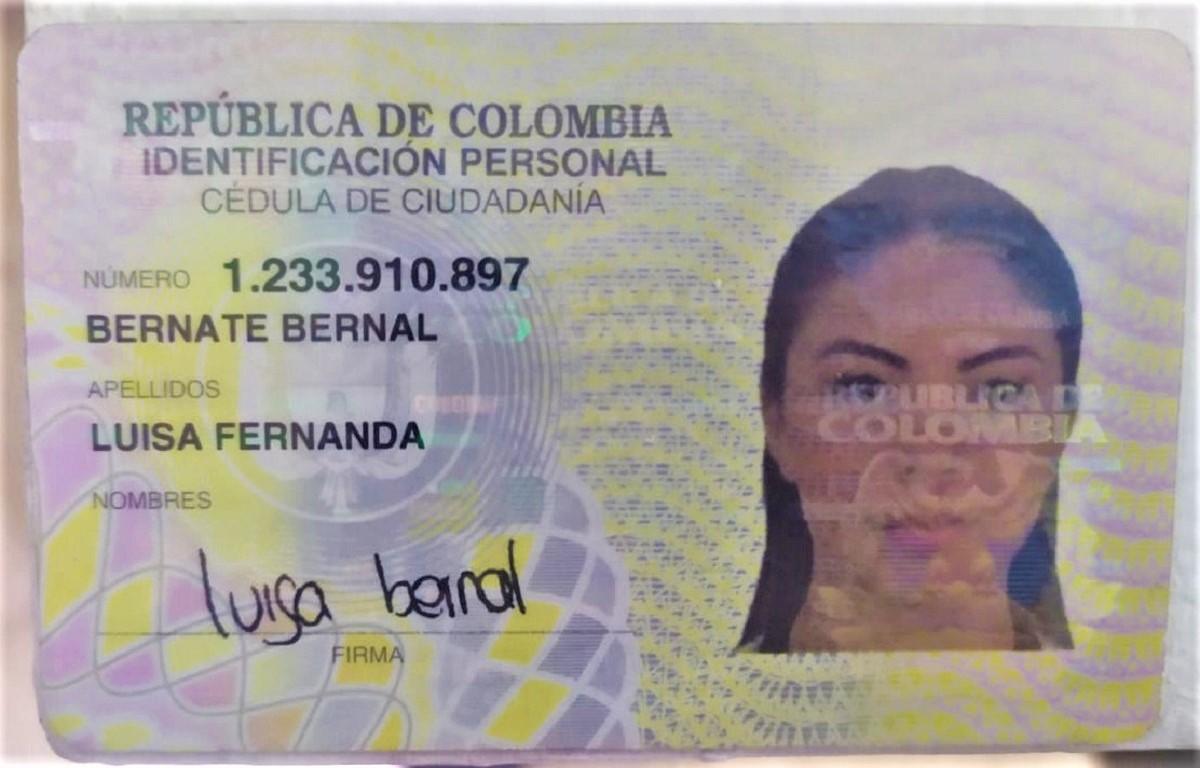 REPÚBLICA DE COLOMBIA
IDENTIFICACIÓN PERSONAL
CÉDULA DE CIUDADANÍA
NÚMERO 1.233.910.897
BERNATE BERNAL
APELLIDOS
LUISA FERNANDA
NOMBRES
luisa bernal
FIRMA
REPUBLICA DE
COLOMBIA